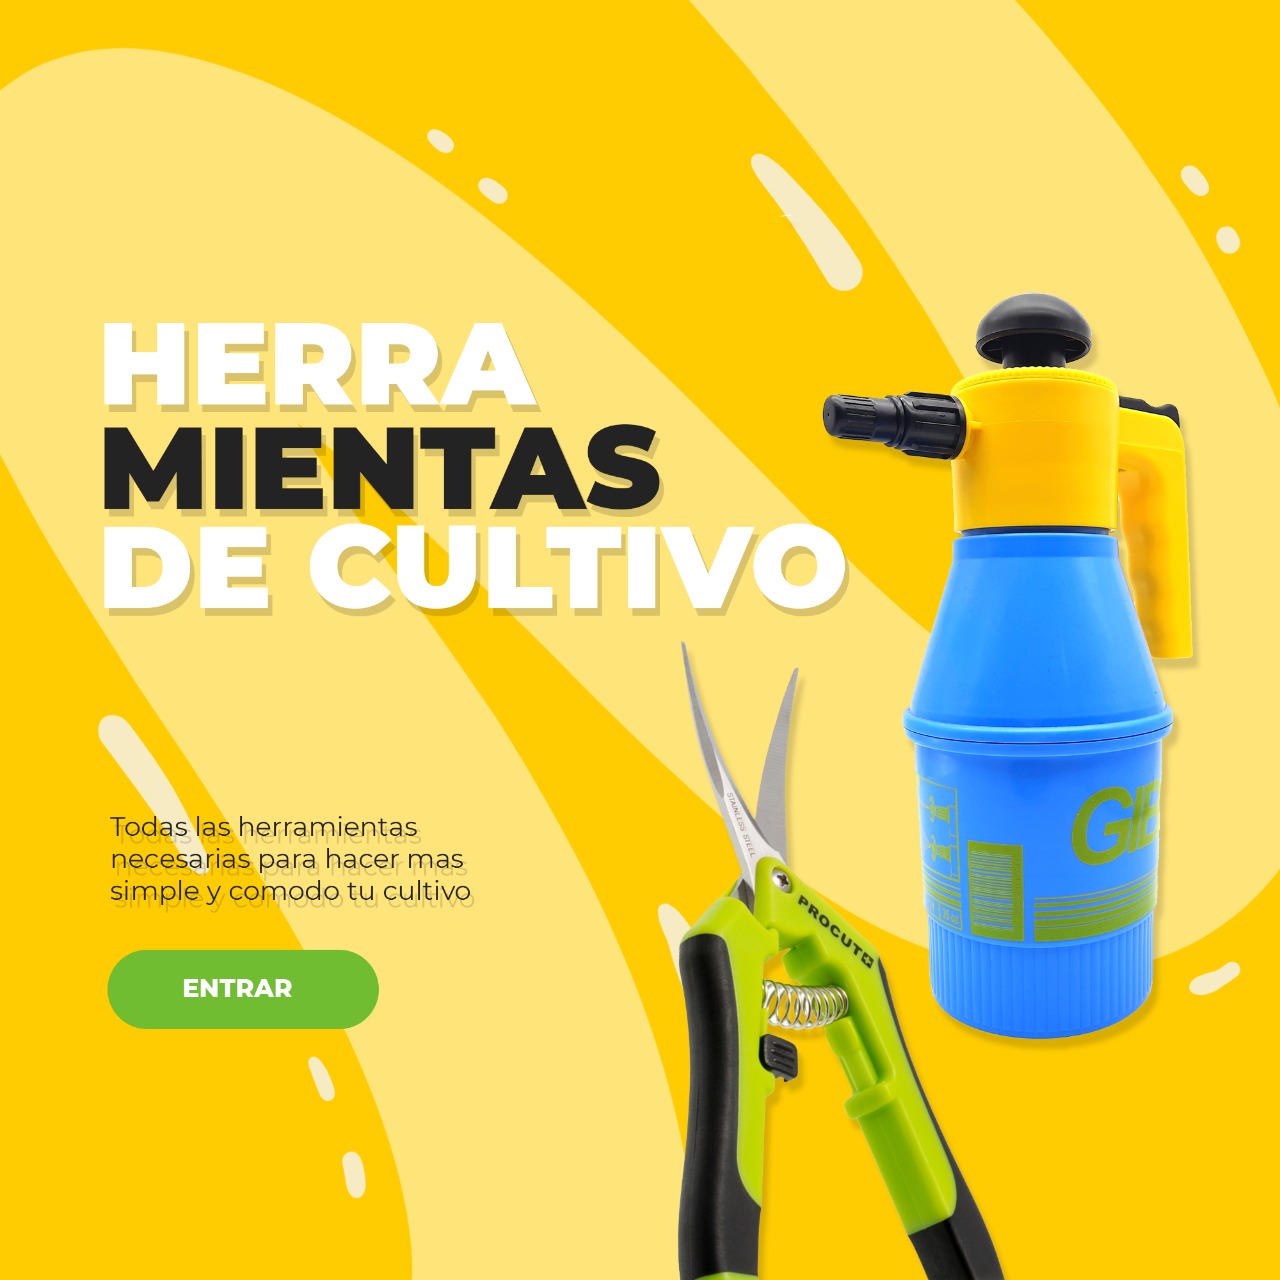 HERRA
MIENTAS
DE CULTIVO
Todas las herramientas
necesarias para hacer mas
simple y comodo tu cultivo
ENTRAR
STAINLESS STEEL
PROCUT